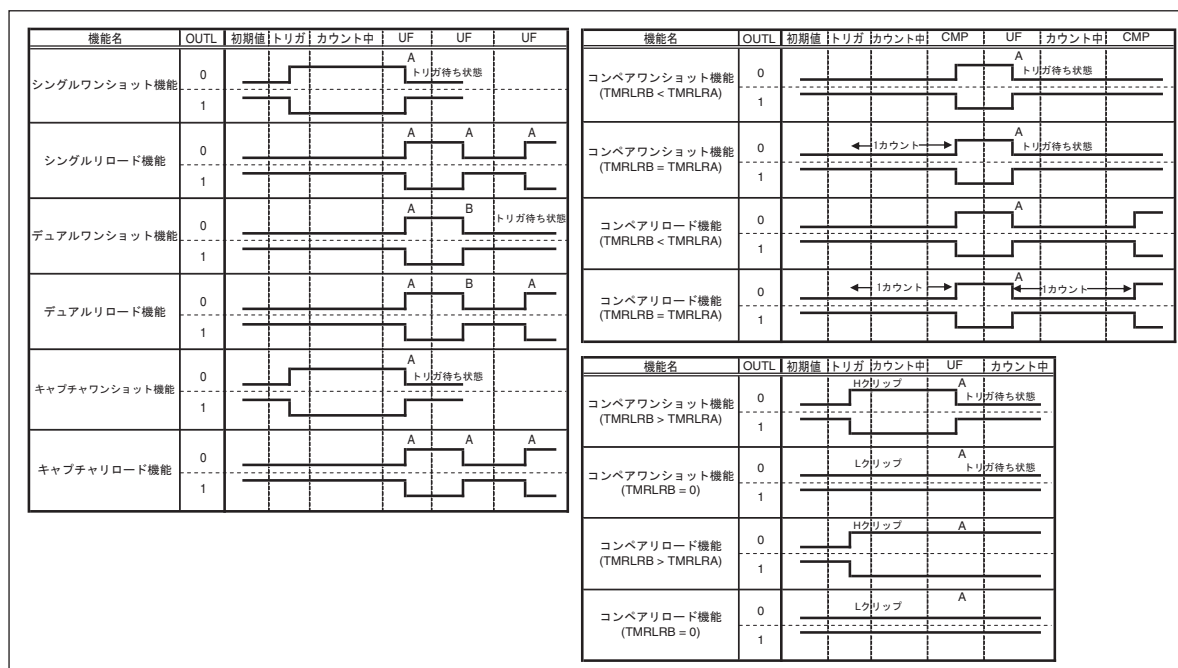 機能名 OUTL 初期値 トリガ カウント中 UF UF UF
シングルワンショット機能 0 A トリガ待ち状態
1
シングルリロード機能 0 A A A
1
デュアルワンショット機能 0 A B トリガ待ち状態
1
デュアルリロード機能 0 A B A
1
キャプチャワンショット機能 0 A トリガ待ち状態
1
キャプチャリロード機能 0 A A A
1
機能名 OUTL 初期値 トリガ カウント中 CMP UF カウント中 CMP
コンペアワンショット機能 0 A トリガ待ち状態
(TMRLRB < TMRLRA) 1
コンペアワンショット機能 0 1カウント A トリガ待ち状態
(TMRLRB = TMRLRA) 1
コンペアリロード機能 0 A
(TMRLRB < TMRLRA) 1
コンペアリロード機能 0 1カウント A 1カウント
(TMRLRB = TMRLRA) 1
機能名 OUTL 初期値 トリガ カウント中 UF カウント中
コンペアワンショット機能 0 Hクリップ A トリガ待ち状態
(TMRLRB > TMRLRA) 1
コンペアワンショット機能 0 Lクリップ A トリガ待ち状態
(TMRLRB = 0) 1
コンペアリロード機能 0 Hクリップ A
(TMRLRB > TMRLRA) 1
コンペアリロード機能 0 Lクリップ A
(TMRLRB = 0) 1